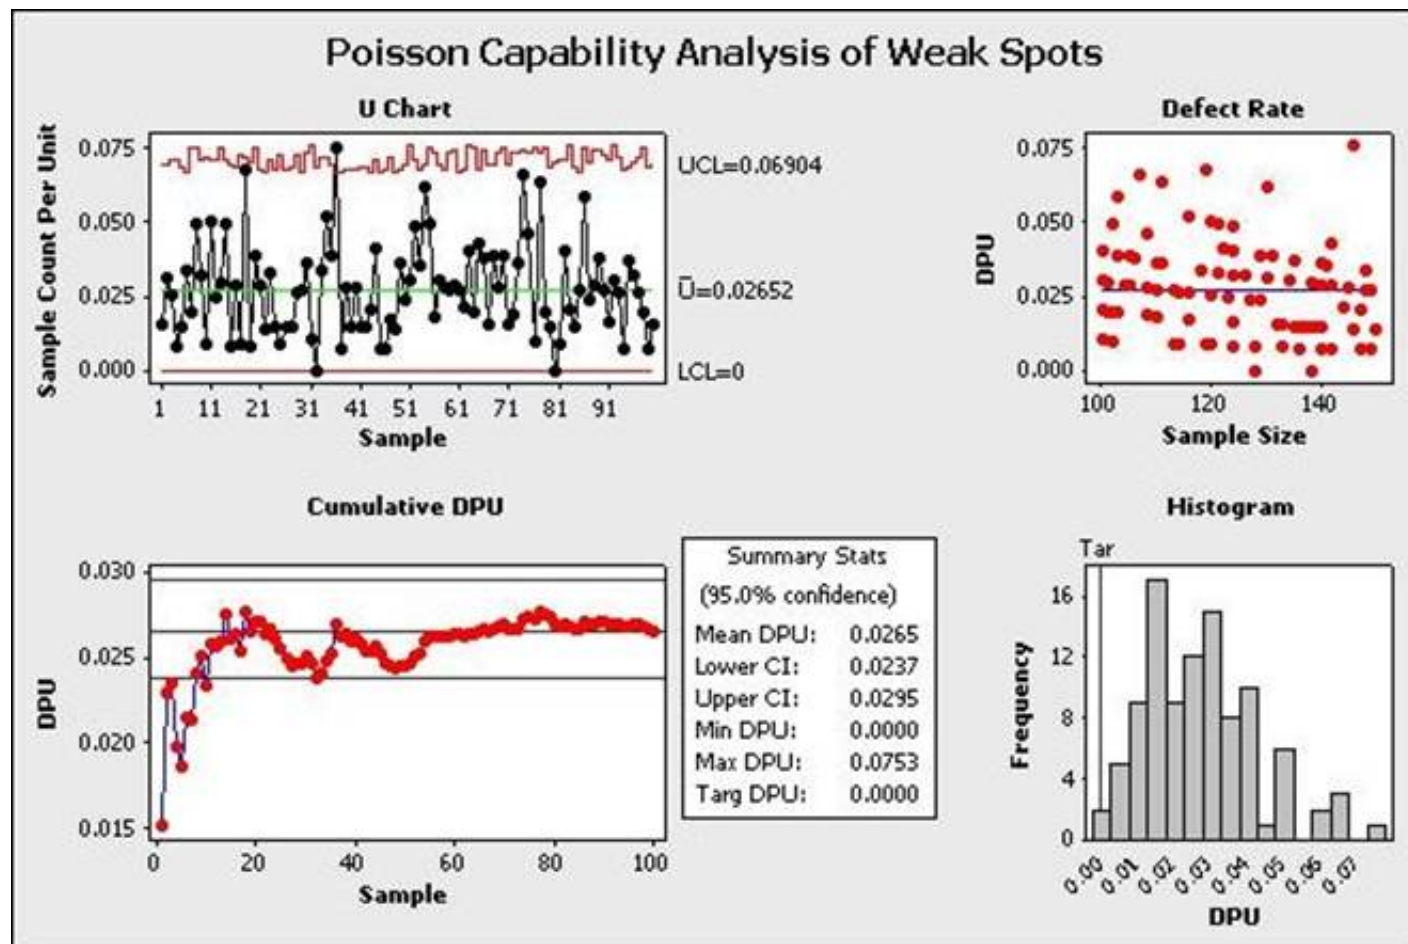 Poisson Capability Analysis of Weak Spots
U Chart
Sample Count Per Unit
0.075
0.050
0.025
0.000
UCL=0.06904
U̅=0.02652
LCL=0
1 11 21 31 41 51 61 71 81 91
Sample
Defect Rate
DPU
0.075
0.050
0.025
0.000
100 120 140
Sample Size
Cumulative DPU
DPU
0.030
0.025
0.020
0.015
0 20 40 60 80 100
Sample
Summary Stats
(95.0% confidence)
Mean DPU: 0.0265
Lower CI: 0.0237
Upper CI: 0.0295
Min DPU: 0.0000
Max DPU: 0.0753
Targ DPU: 0.0000
Histogram
Tar
Frequency
16
12
8
4
0
0.00 0.01 0.02 0.03 0.04 0.05 0.06 0.07
DPU